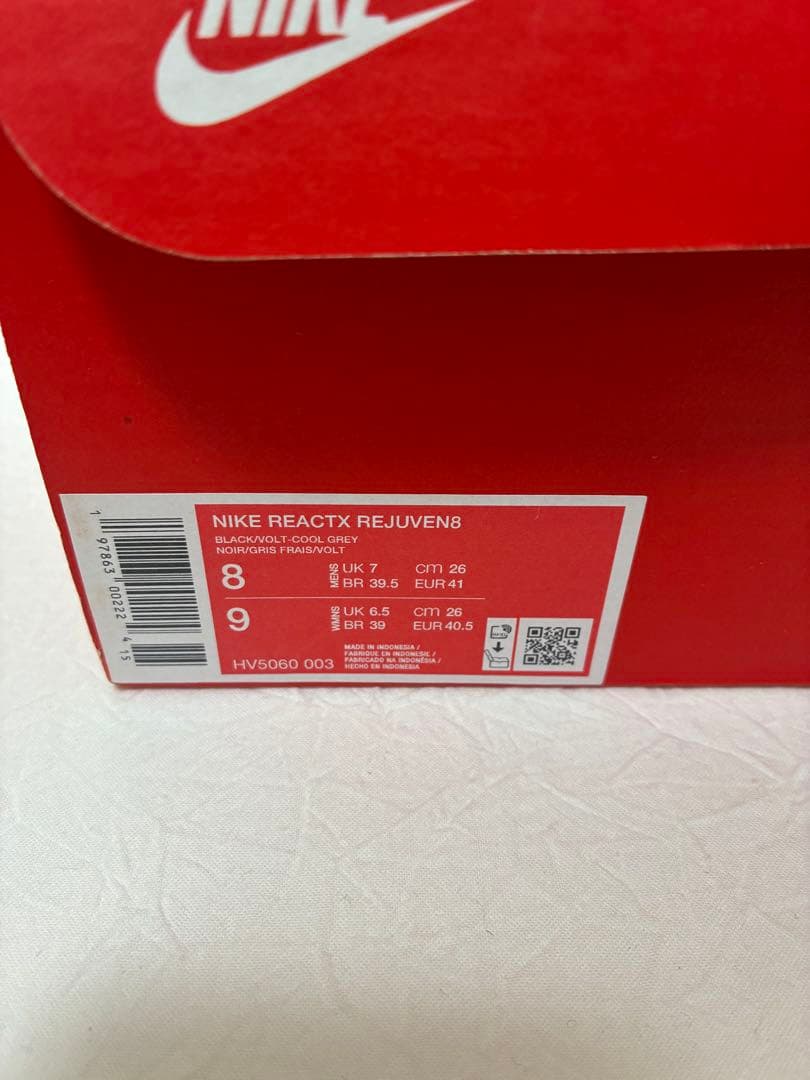 NIKE
NIKE REACTX REJUVEN8
BLACK/VOLT-COOL GREY
NOIR/GRIS FRAIS/VOLT
8 MENS UK 7 cm 26
BR 39.5 EUR 41
9 WMNS UK 6.5 cm 26
BR 39 EUR 40.5
HV5060 003
MADE IN INDONESIA /
FABRIQUE EN INDONESIE /
FABRICADO NA INDONÉSIA /
HECHO EN INDONESIA
1 97863 00222 4 15